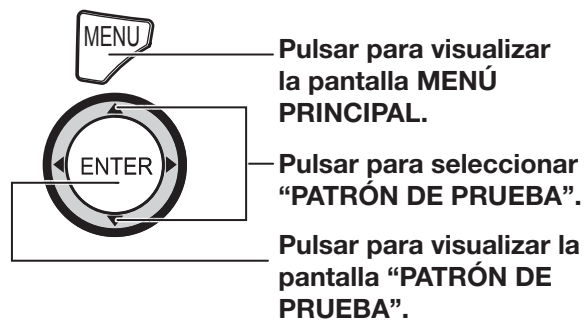 MENU
Pulsar para visualizar
la pantalla MENÚ
PRINCIPAL.
ENTER
Pulsar para seleccionar
“PATRÓN DE PRUEBA”.
Pulsar para visualizar la
pantalla “PATRÓN DE
PRUEBA”.